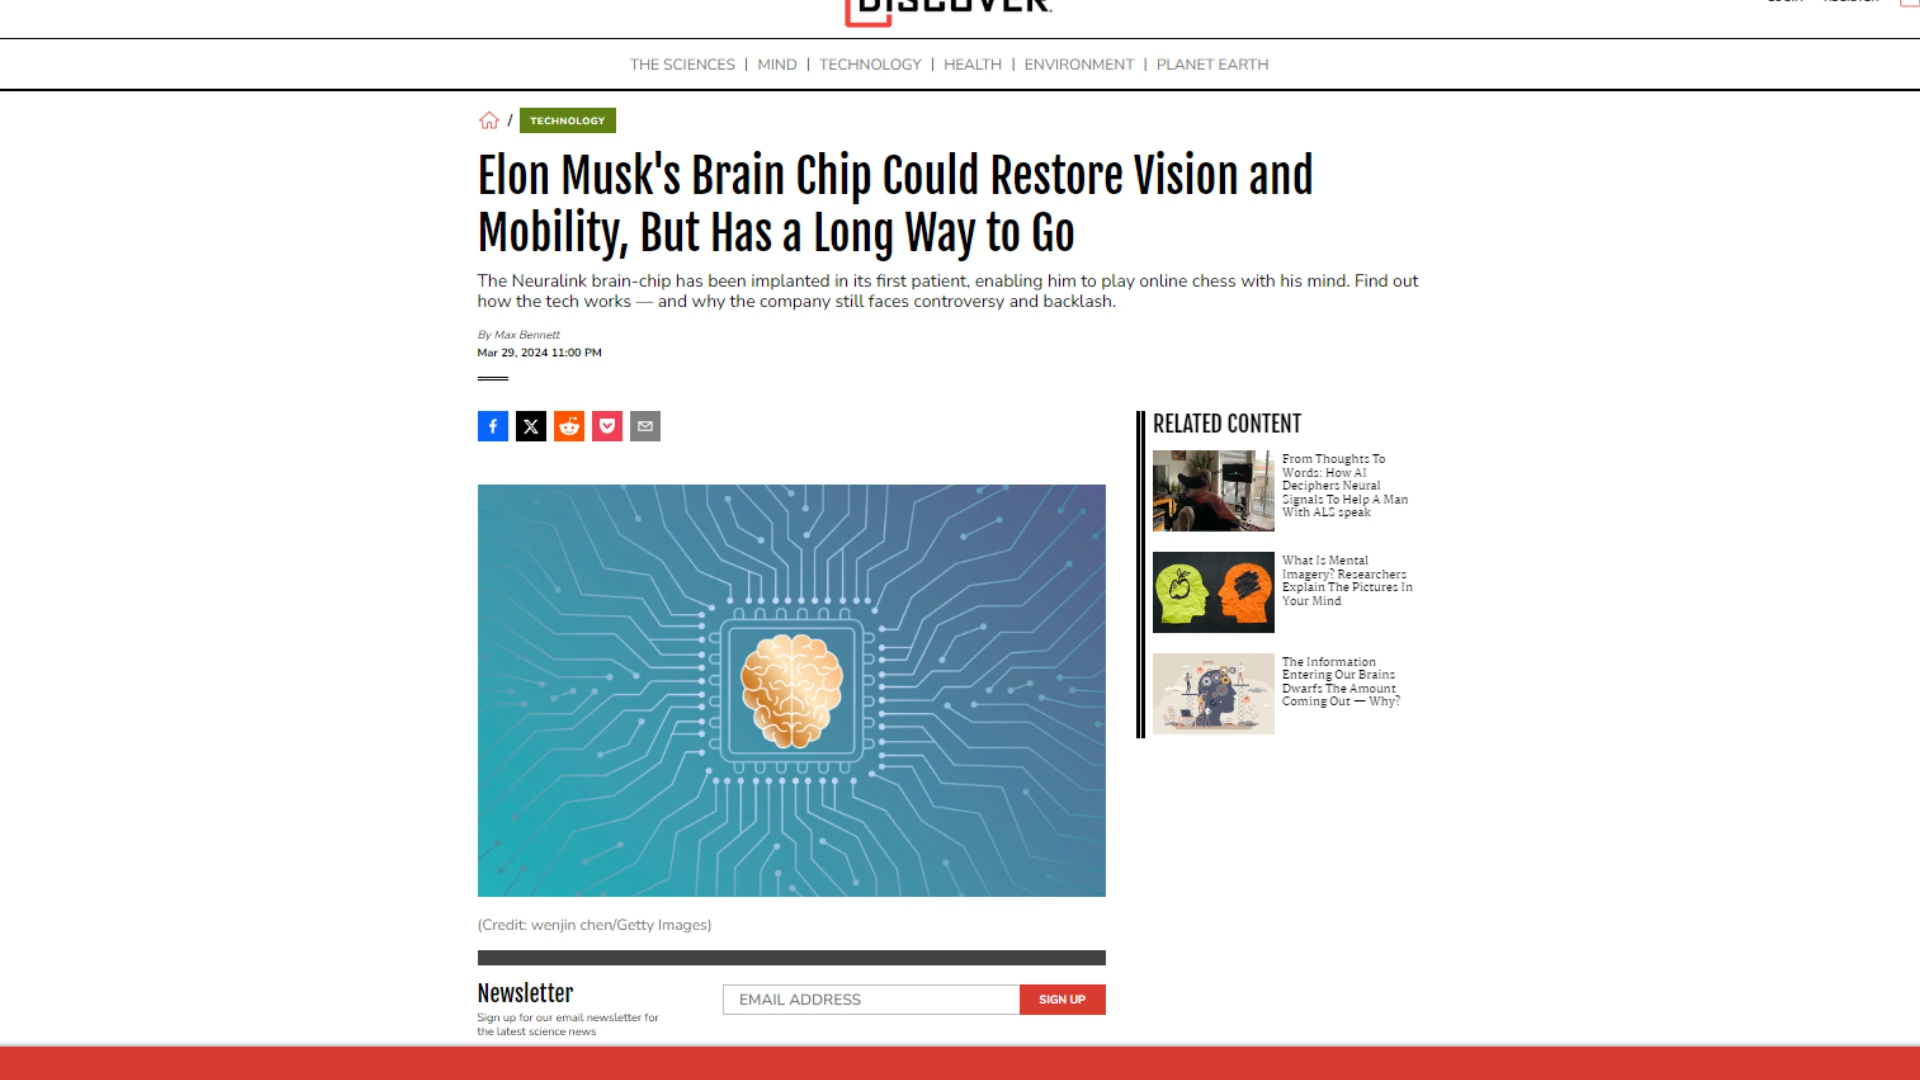 DISCOVER
LOGIN REGISTER
THE SCIENCES | MIND | TECHNOLOGY | HEALTH | ENVIRONMENT | PLANET EARTH
/ TECHNOLOGY
Elon Musk's Brain Chip Could Restore Vision and
Mobility, But Has a Long Way to Go
The Neuralink brain-chip has been implanted in its first patient, enabling him to play online chess with his mind. Find out
how the tech works — and why the company still faces controversy and backlash.
By Max Bennett
Mar 29, 2024 11:00 PM
RELATED CONTENT
From Thoughts To
Words: How AI
Deciphers Neural
Signals To Help A Man
With ALS speak
What Is Mental
Imagery? Researchers
Explain The Pictures In
Your Mind
The Information
Entering Our Brains
Dwarfs The Amount
Coming Out — Why?
(Credit: wenjin chen/Getty Images)
Newsletter
Sign up for our email newsletter for
the latest science news
EMAIL ADDRESS
SIGN UP